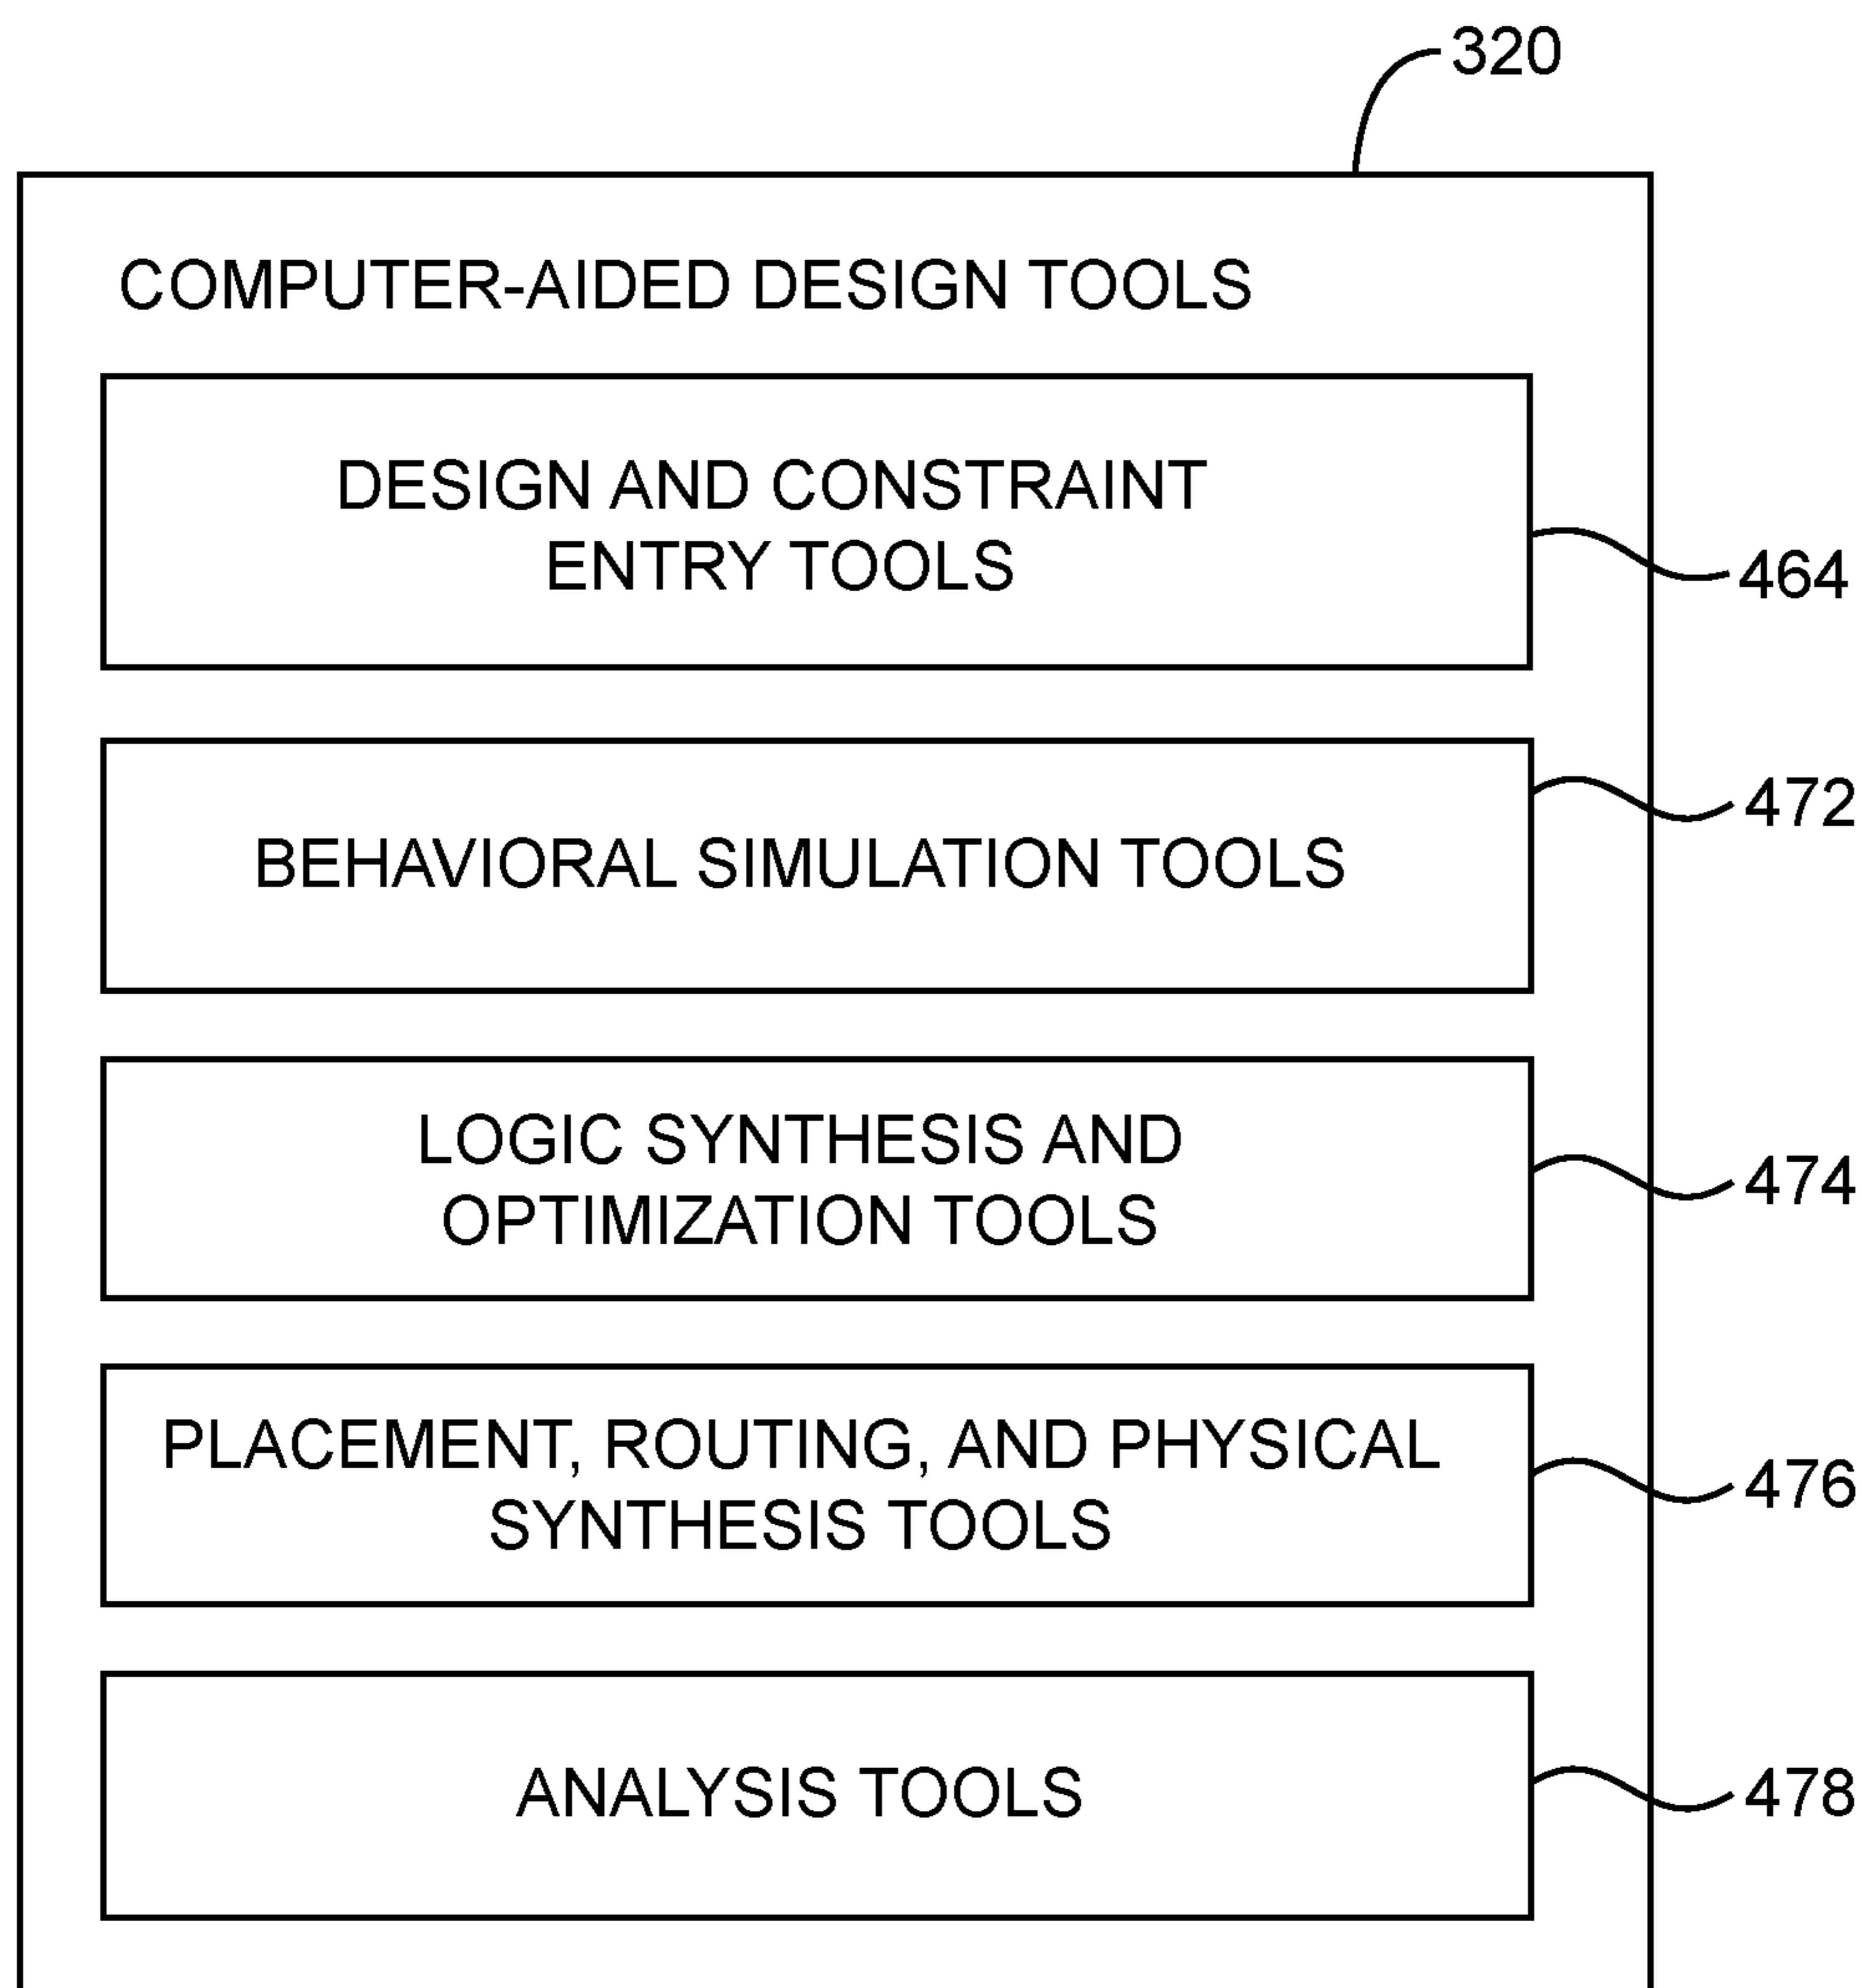 320
COMPUTER-AIDED DESIGN TOOLS
DESIGN AND CONSTRAINT
ENTRY TOOLS
464
BEHAVIORAL SIMULATION TOOLS
472
LOGIC SYNTHESIS AND
OPTIMIZATION TOOLS
474
PLACEMENT, ROUTING, AND PHYSICAL
SYNTHESIS TOOLS
476
ANALYSIS TOOLS
478